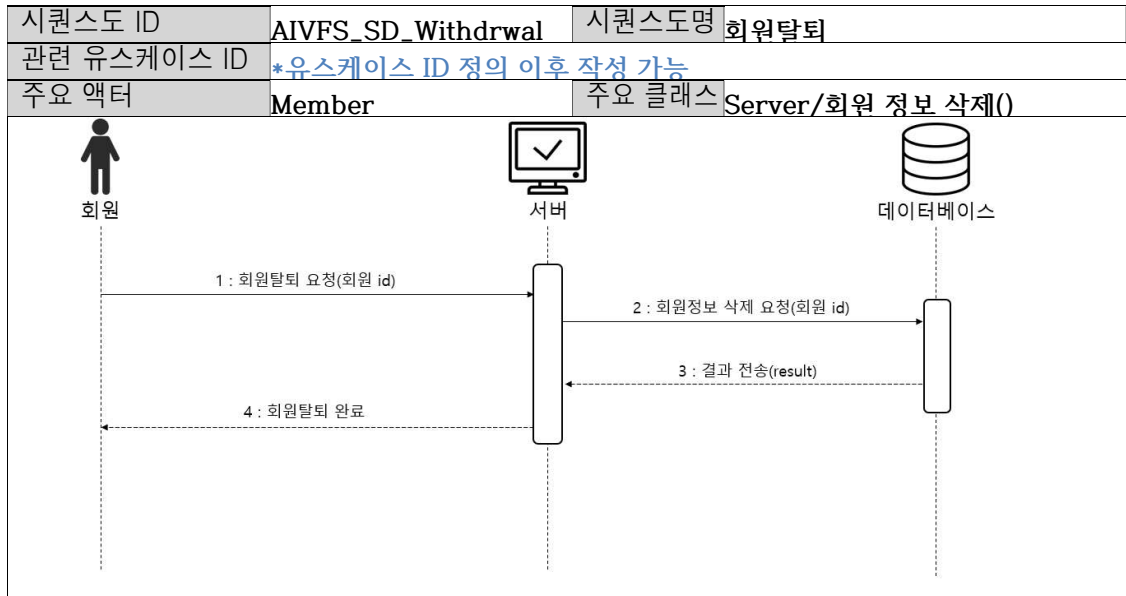 시퀀스도 ID AIVFS_SD_Withdrwal 시퀀스도명 회원탈퇴
관련 유스케이스 ID *유스케이스 ID 정의 이후 작성 가능
주요 액터 Member 주요 클래스 Server/회원 정보 삭제()
회원 서버 데이터베이스
1 : 회원탈퇴 요청(회원 id)
2 : 회원정보 삭제 요청(회원 id)
3 : 결과 전송(result)
4 : 회원탈퇴 완료